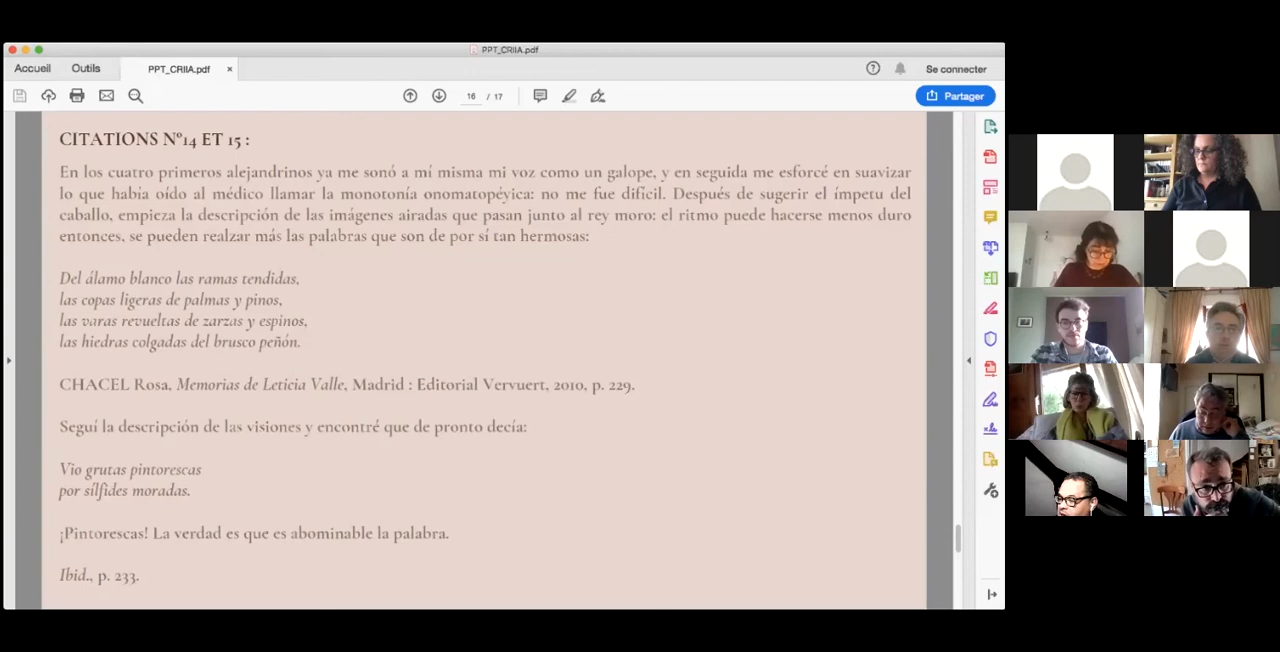 PPT_CRIIA.pdf
Accueil Outils PPT_CRIIA.pdf × Se connecter
16 / 17 Partager
CITATIONS Nº14 ET 15 :
En los cuatro primeros alejandrinos ya me sonó a mí misma mi voz como un galope, y en seguida me esforcé en suavizar
lo que había oído al médico llamar la monotonía onomatopéyica: no me fue difícil. Después de sugerir el ímpetu del
caballo, empieza la descripción de las imágenes airadas que pasan junto al rey moro: el ritmo puede hacerse menos duro
entonces, se pueden realzar más las palabras que son de por sí tan hermosas:
Del álamo blanco las ramas tendidas,
las copas ligeras de palmas y pinos,
las varas revueltas de zarzas y espinos,
las hiedras colgadas del brusco peñón.
CHACEL Rosa, Memorias de Leticia Valle, Madrid : Editorial Vervuert, 2010, p. 229.
Seguí la descripción de las visiones y encontré que de pronto decía:
Vio grutas pintorescas
por sílfides moradas.
¡Pintorescas! La verdad es que es abominable la palabra.
Ibid., p. 233.